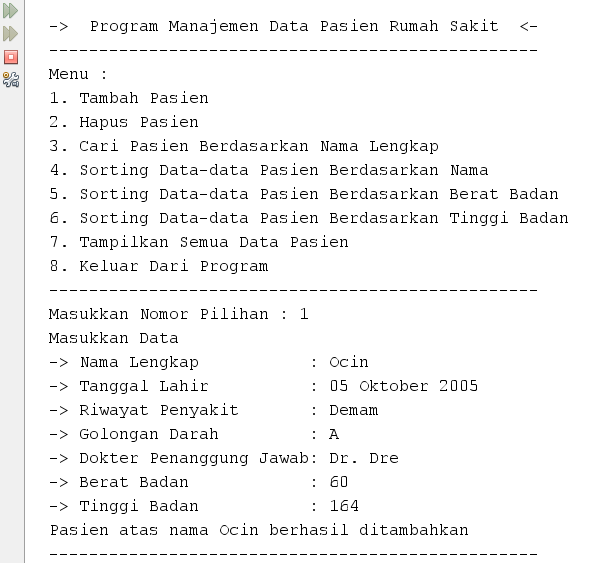 ->  Program Manajemen Data Pasien Rumah Sakit  <-
-------------------------------------------------
Menu :
1. Tambah Pasien
2. Hapus Pasien
3. Cari Pasien Berdasarkan Nama Lengkap
4. Sorting Data-data Pasien Berdasarkan Nama
5. Sorting Data-data Pasien Berdasarkan Berat Badan
6. Sorting Data-data Pasien Berdasarkan Tinggi Badan
7. Tampilkan Semua Data Pasien
8. Keluar Dari Program
-------------------------------------------------
Masukkan Nomor Pilihan : 1
Masukkan Data
-> Nama Lengkap           : Ocin
-> Tanggal Lahir          : 05 Oktober 2005
-> Riwayat Penyakit       : Demam
-> Golongan Darah         : A
-> Dokter Penanggung Jawab: Dr. Dre
-> Berat Badan            : 60
-> Tinggi Badan           : 164
Pasien atas nama Ocin berhasil ditambahkan
-------------------------------------------------